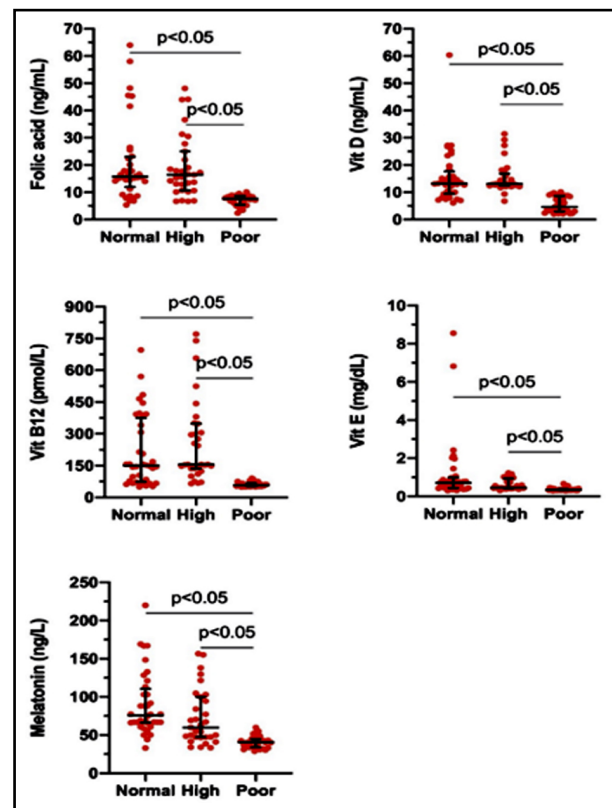 Folic acid (ng/mL)
70
60
50
40
30
20
10
0
p<0.05
p<0.05
Normal High Poor
Vit D (ng/mL)
70
60
50
40
30
20
10
0
p<0.05
p<0.05
Normal High Poor
Vit B12 (pmol/L)
900
750
600
450
300
150
0
p<0.05
p<0.05
Normal High Poor
Vit E (mg/dL)
10
8
6
4
2
0
p<0.05
p<0.05
Normal High Poor
Melatonin (ng/L)
250
200
150
100
50
0
p<0.05
p<0.05
Normal High Poor